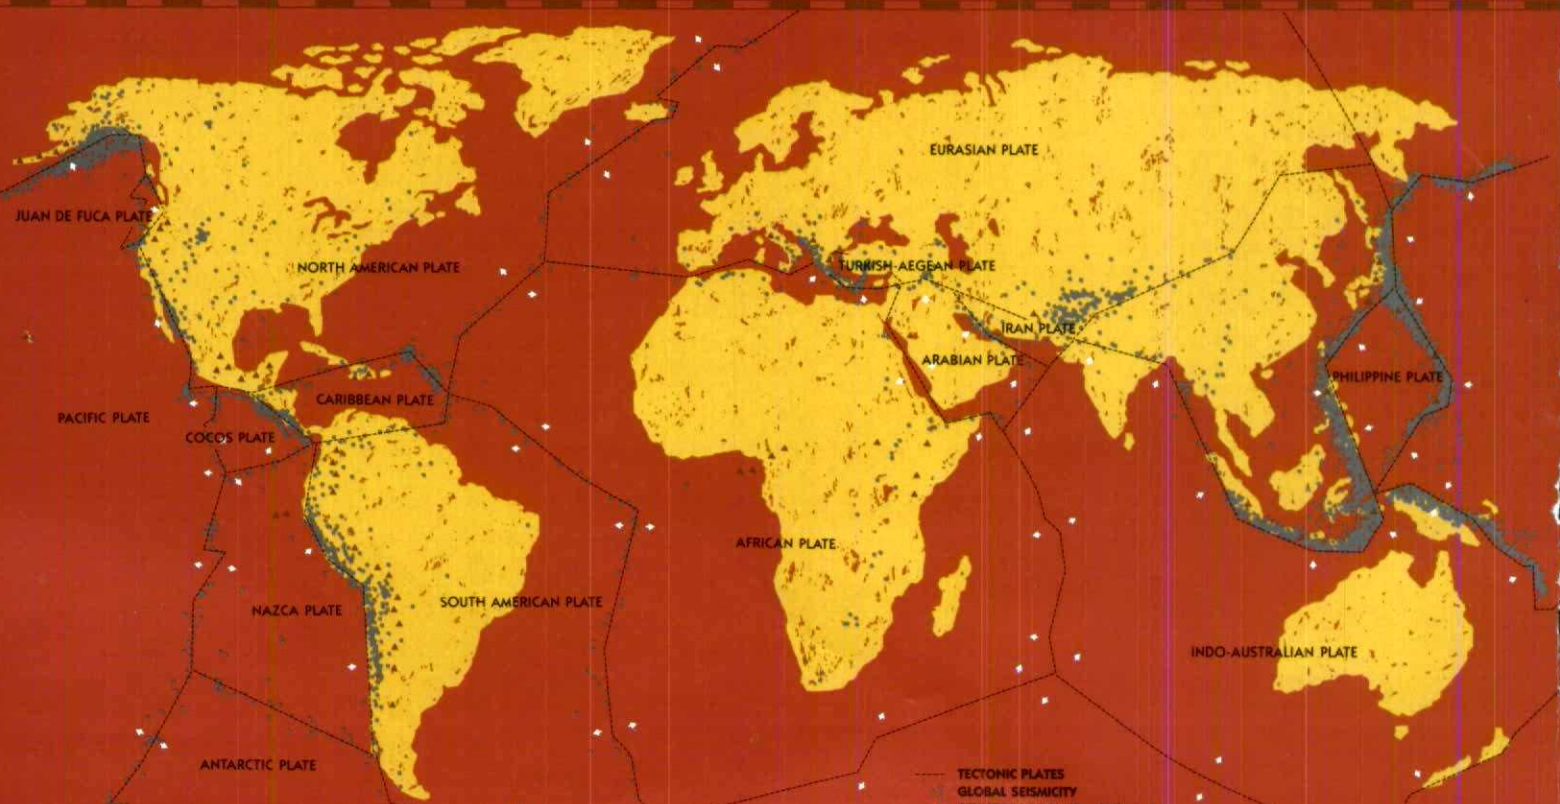 EURASIAN PLATE
JUAN DE FUCA PLATE
NORTH AMERICAN PLATE
TURKISH-AEGEAN PLATE
IRAN PLATE
ARABIAN PLATE
PHILIPPINE PLATE
CARIBBEAN PLATE
PACIFIC PLATE
COCOS PLATE
AFRICAN PLATE
SOUTH AMERICAN PLATE
NAZCA PLATE
INDO-AUSTRALIAN PLATE
ANTARCTIC PLATE
TECTONIC PLATES
GLOBAL SEISMICITY